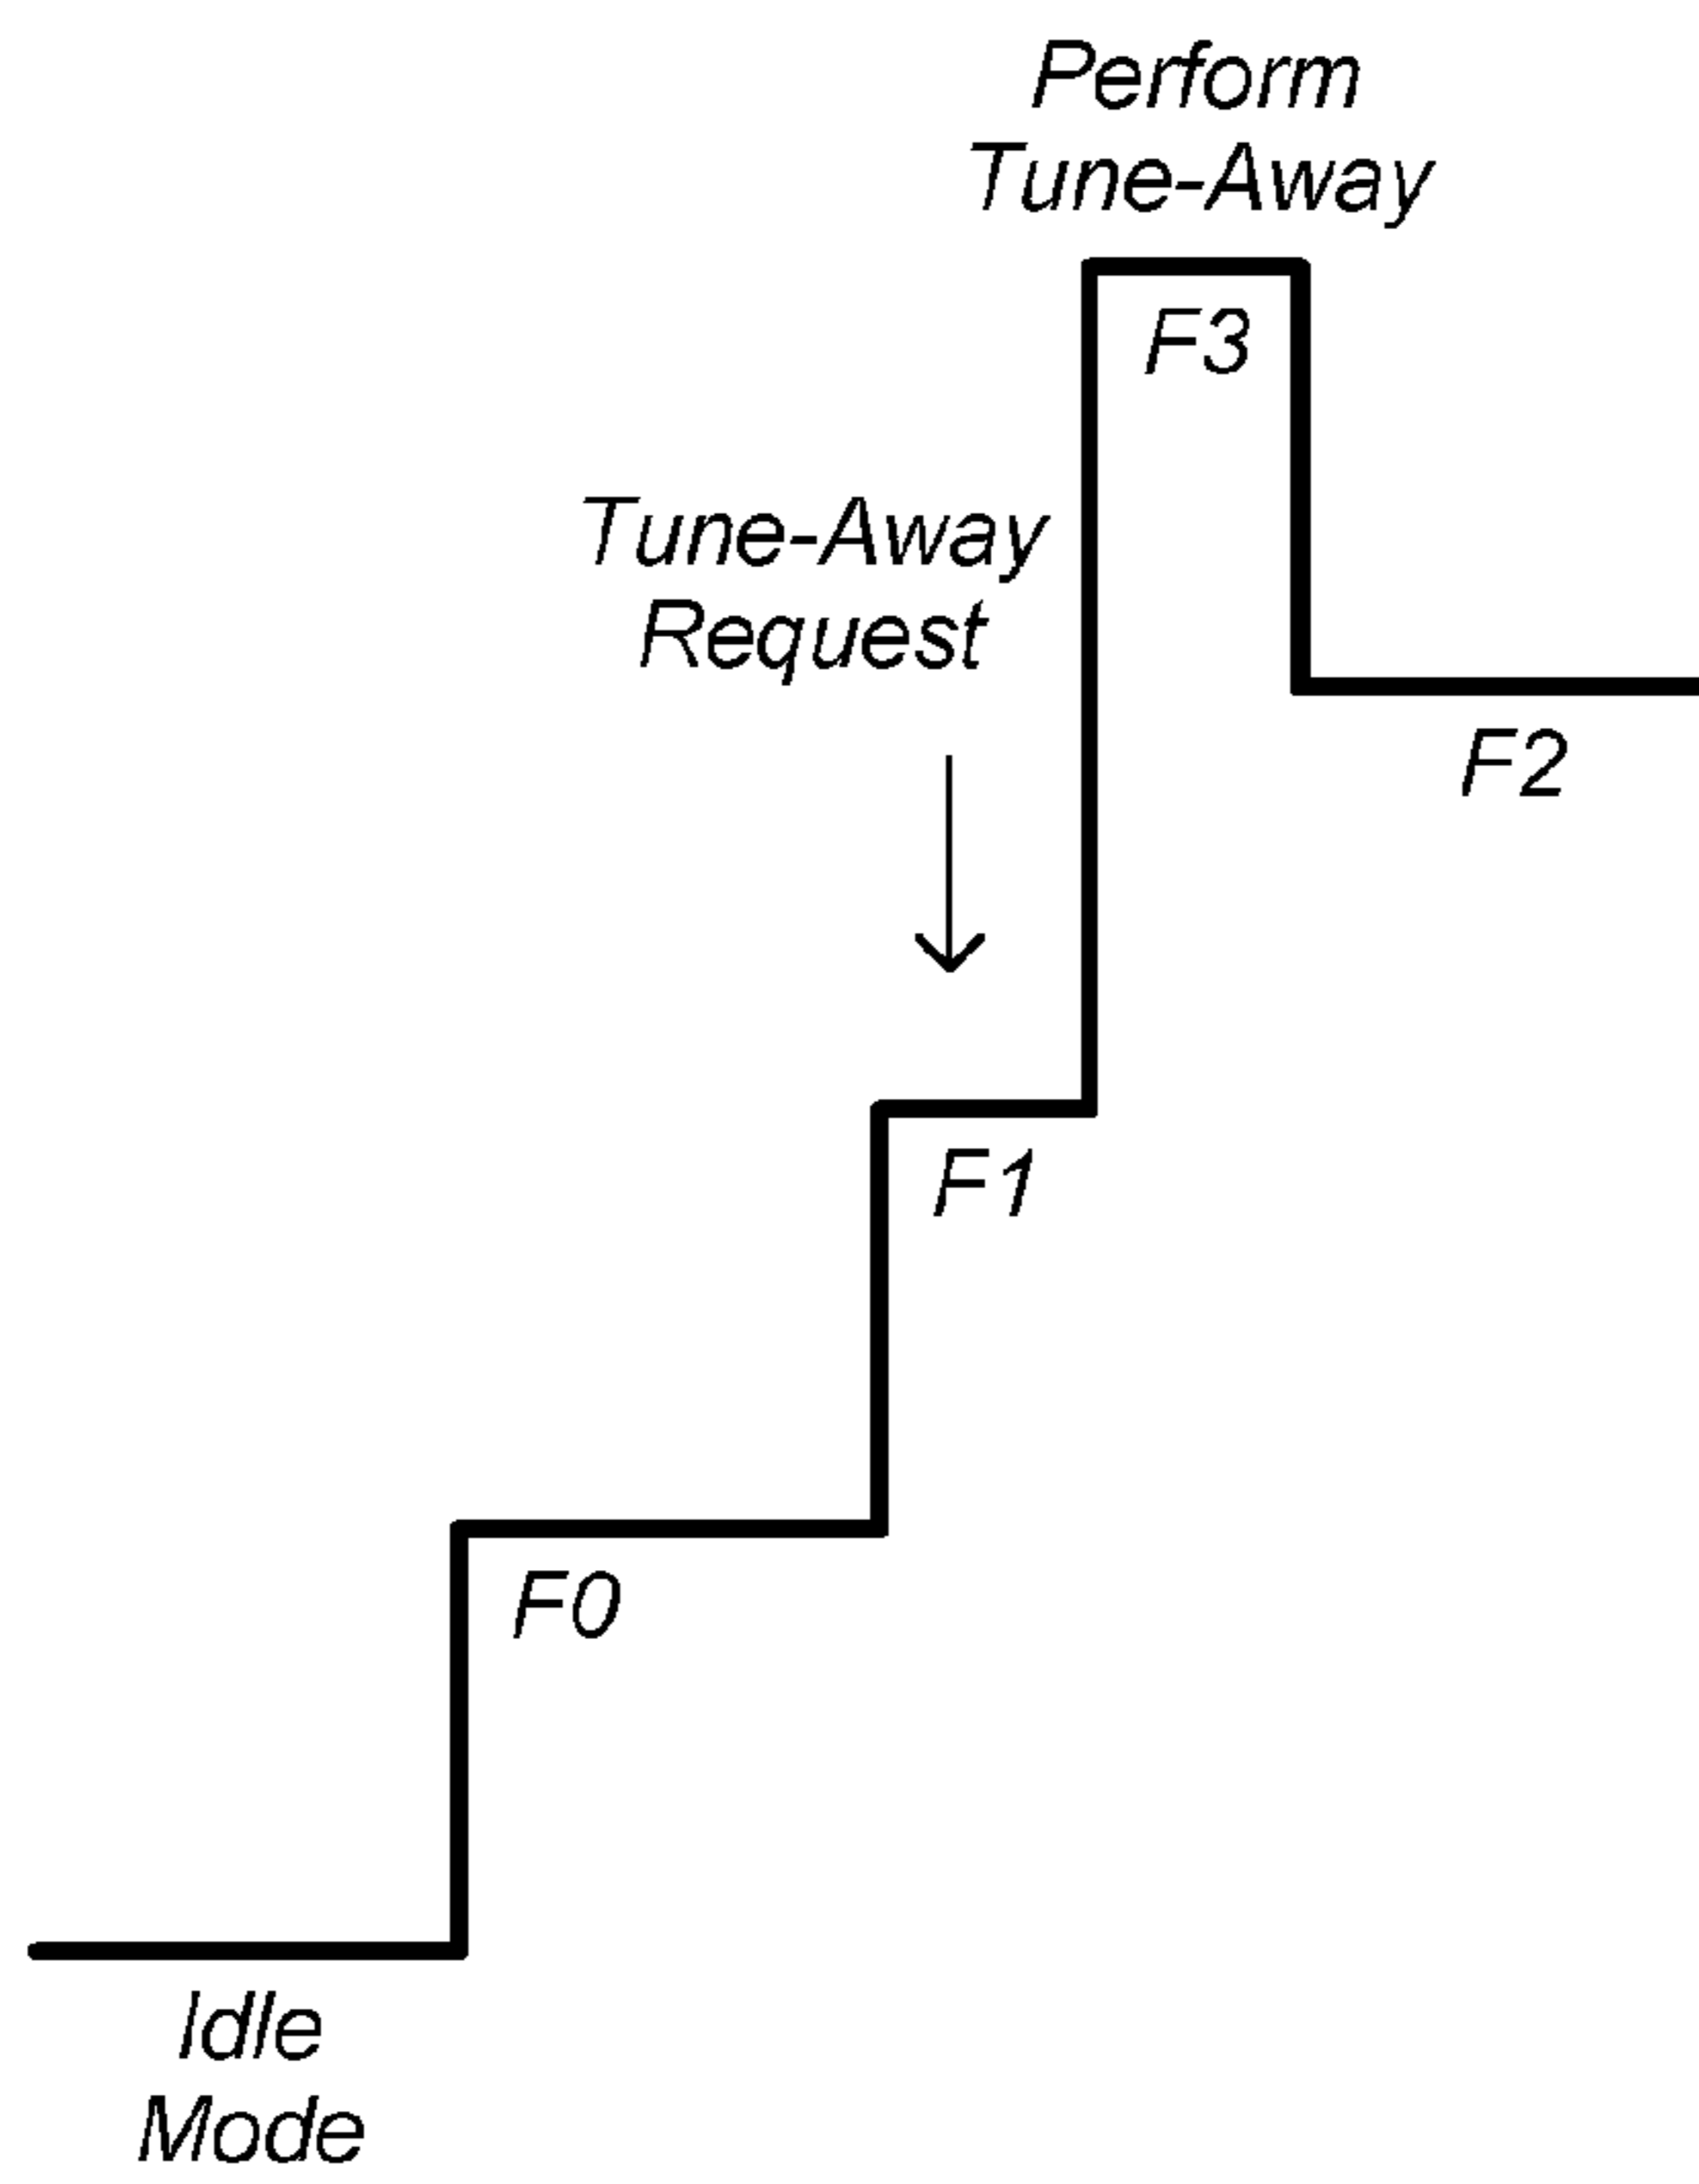 Perform
Tune-Away
F3
Tune-Away
Request
F2
F1
F0
Idle
Mode